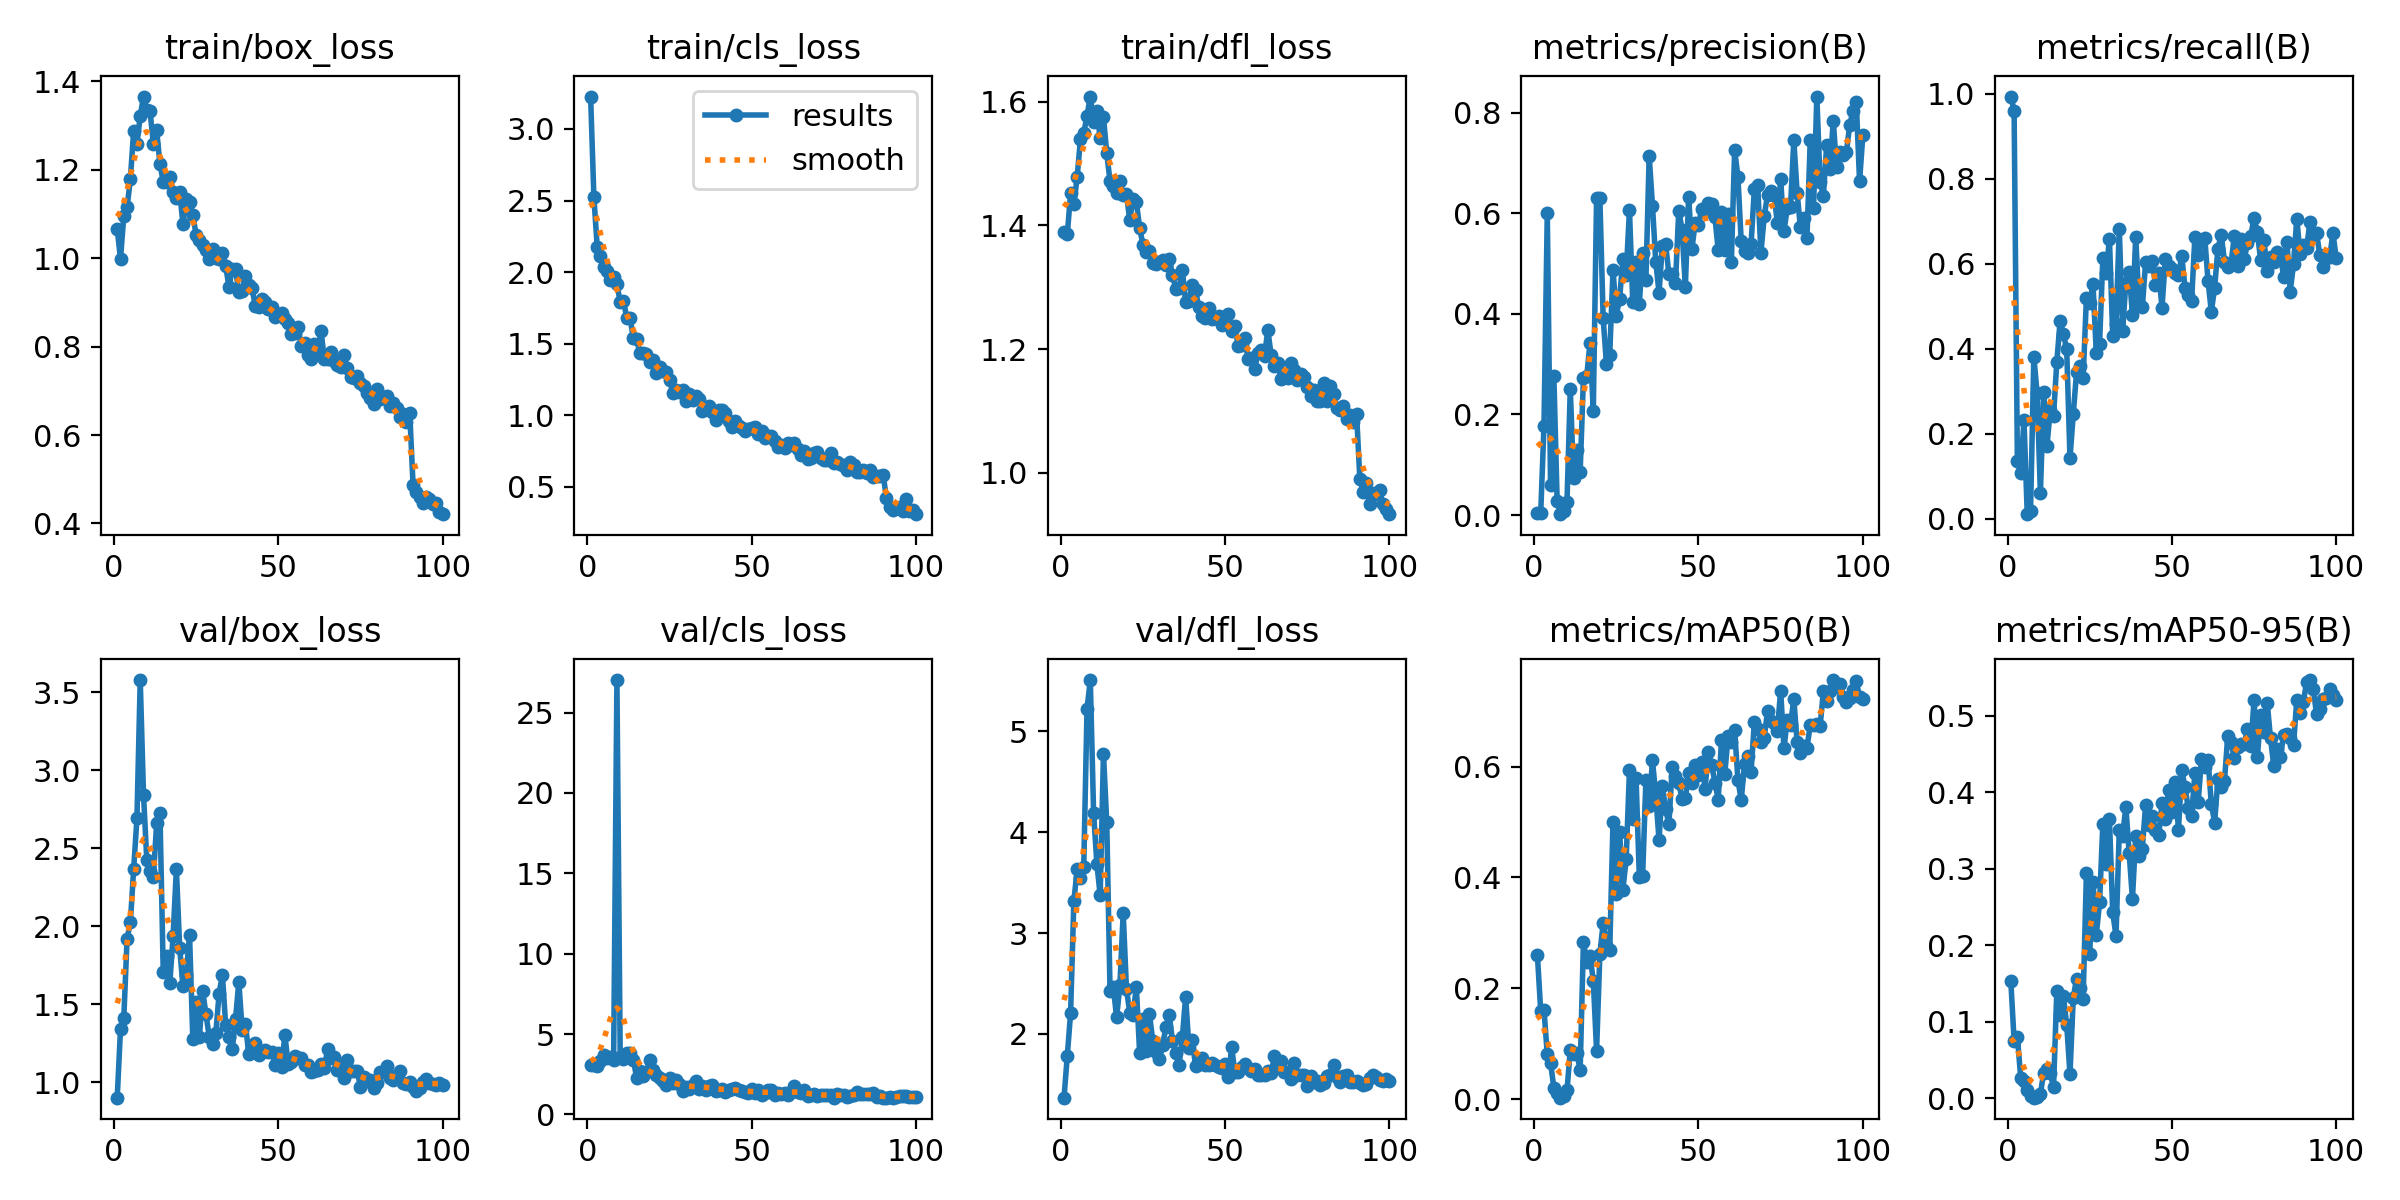 train/box_loss
1.4
1.2
1.0
0.8
0.6
0.4
0 50 100
train/cls_loss
results
smooth
3.0
2.5
2.0
1.5
1.0
0.5
0 50 100
train/dfl_loss
1.6
1.4
1.2
1.0
0 50 100
metrics/precision(B)
0.8
0.6
0.4
0.2
0.0
0 50 100
metrics/recall(B)
1.0
0.8
0.6
0.4
0.2
0.0
0 50 100
val/box_loss
3.5
3.0
2.5
2.0
1.5
1.0
0 50 100
val/cls_loss
25
20
15
10
5
0
0 50 100
val/dfl_loss
5
4
3
2
0 50 100
metrics/mAP50(B)
0.6
0.4
0.2
0.0
0 50 100
metrics/mAP50-95(B)
0.5
0.4
0.3
0.2
0.1
0.0
0 50 100